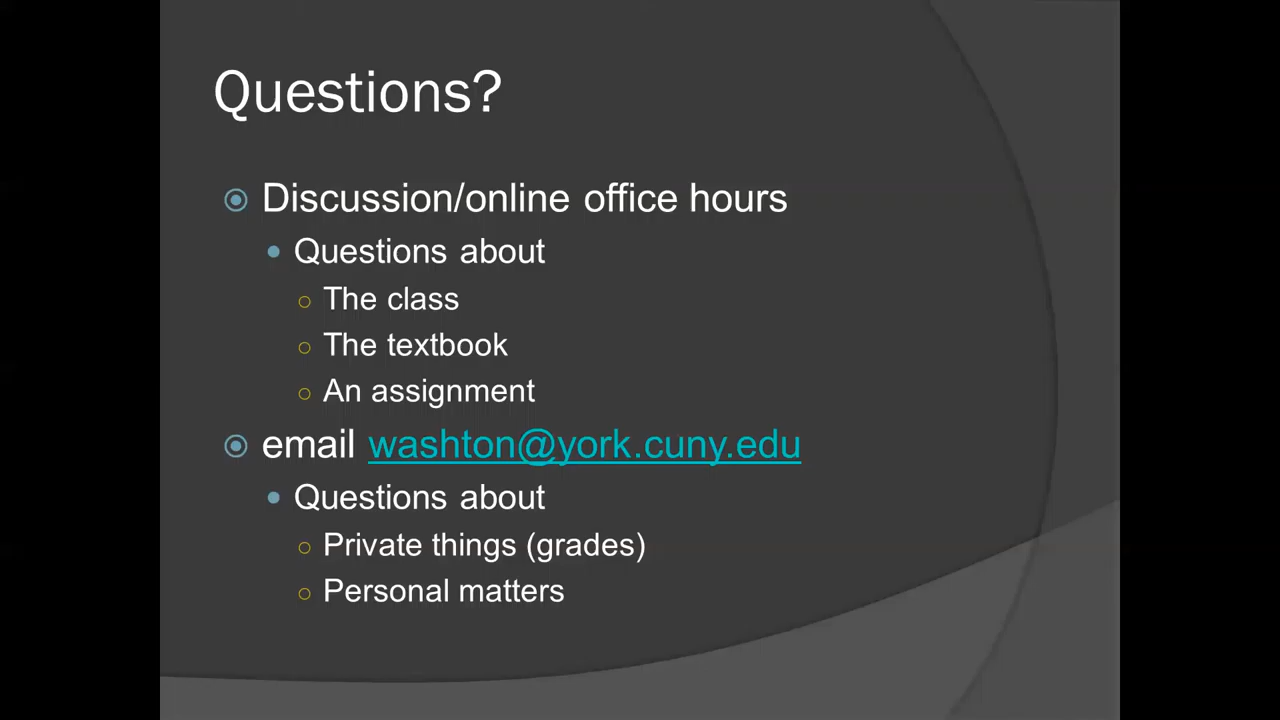 Questions?
Discussion/online office hours
Questions about
The class
The textbook
An assignment
email washton@york.cuny.edu
Questions about
Private things (grades)
Personal matters